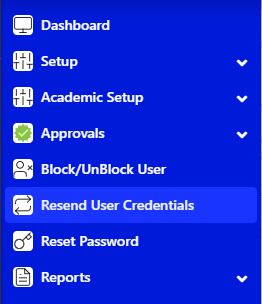 Dashboard
Setup
Academic Setup
Approvals
Block/UnBlock User
Resend User Credentials
Reset Password
Reports